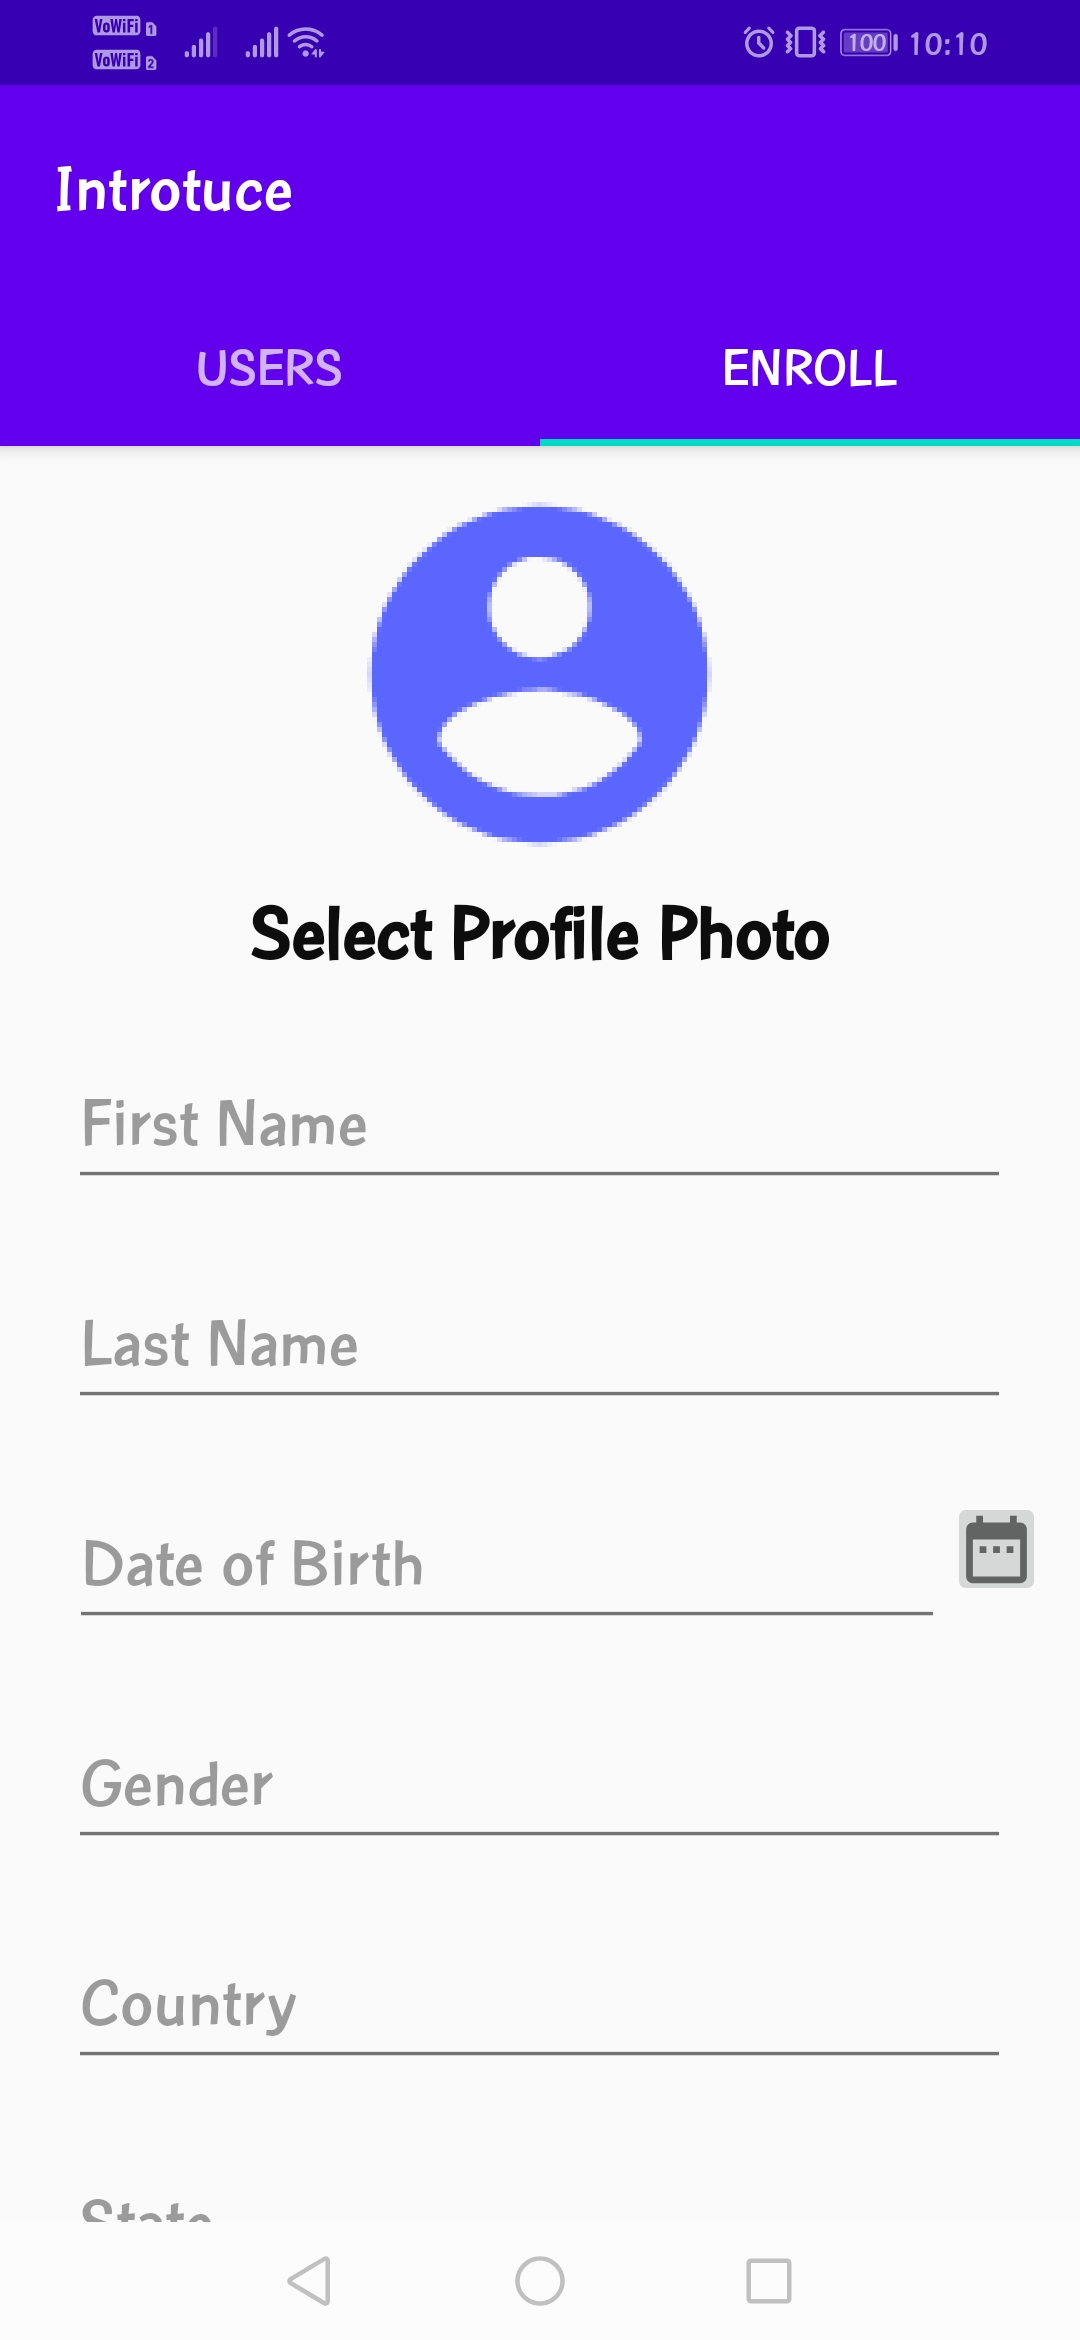 VoWiFi 1
VoWiFi 2
100 10:10
Introtuce
USERS ENROLL
Select Profile Photo
First Name
Last Name
Date of Birth
Gender
Country
State